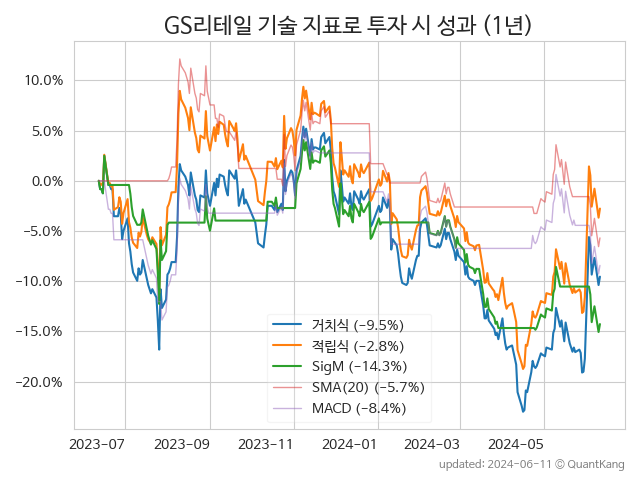 GS리테일 기술 지표로 투자 시 성과 (1년)
10.0%
5.0%
0.0%
−5.0%
−10.0%
−15.0%
−20.0%
거치식 (−9.5%)
적립식 (−2.8%)
SigM (−14.3%)
SMA(20) (−5.7%)
MACD (−8.4%)
2023-07 2023-09 2023-11 2024-01 2024-03 2024-05
updated: 2024-06-11 © QuantKang